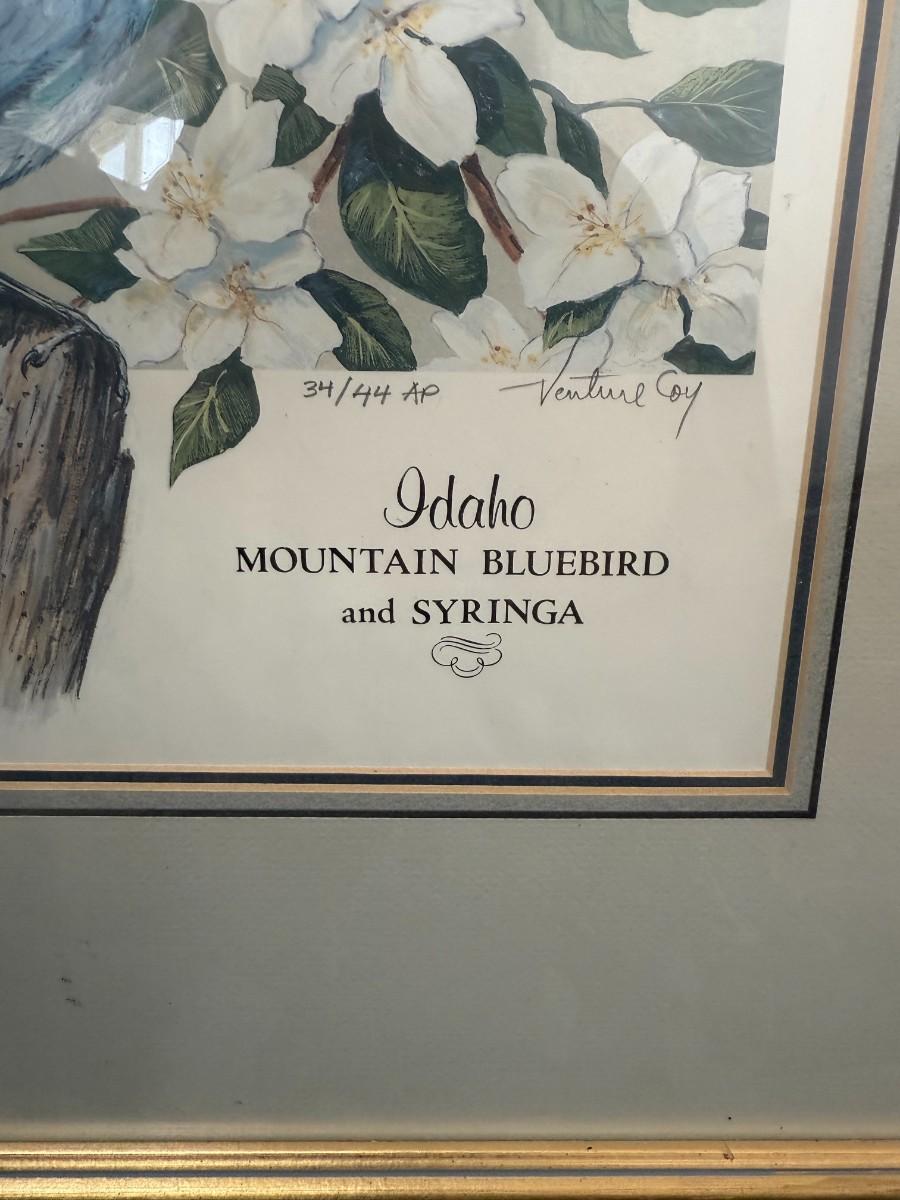 34/44 AP Venture Coy
Idaho
MOUNTAIN BLUEBIRD
and SYRINGA